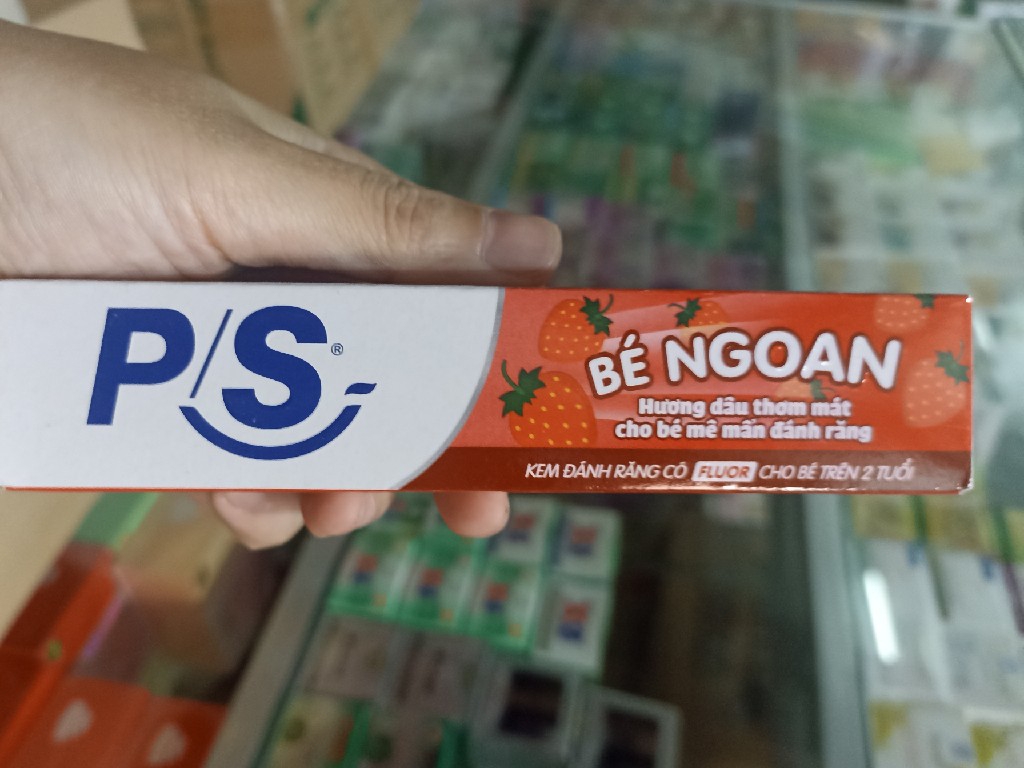 P/S®
BÉ NGOAN
Hương dâu thơm mát
cho bé mê mẩn đánh răng
KEM ĐÁNH RĂNG CÓ FLUOR CHO BÉ TRÊN 2 TUỔI